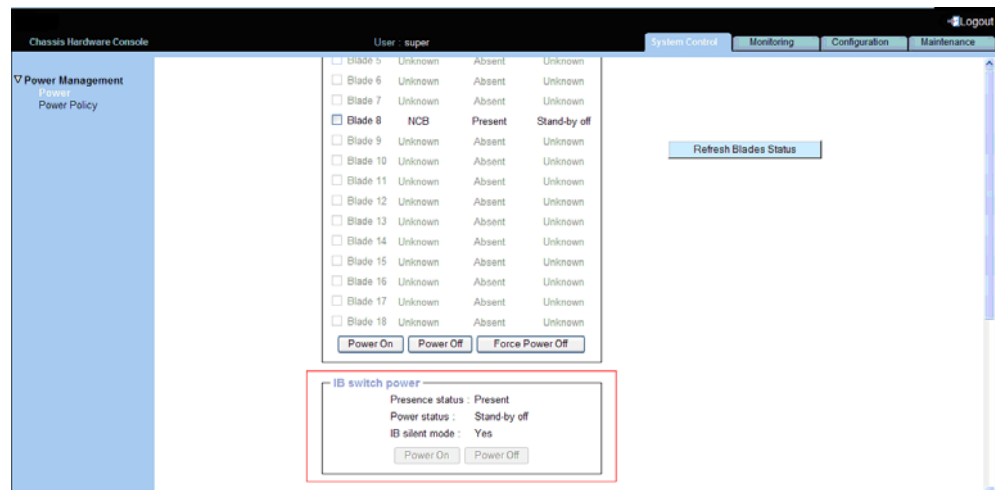 Logout
Chassis Hardware Console User : super System Control Monitoring Configuration Maintenance
Power Management
Power
Power Policy
Blade 5 Unknown Absent Unknown
Blade 6 Unknown Absent Unknown
Blade 7 Unknown Absent Unknown
Blade 8 NCB Present Stand-by off
Blade 9 Unknown Absent Unknown
Blade 10 Unknown Absent Unknown
Blade 11 Unknown Absent Unknown
Blade 12 Unknown Absent Unknown
Blade 13 Unknown Absent Unknown
Blade 14 Unknown Absent Unknown
Blade 15 Unknown Absent Unknown
Blade 16 Unknown Absent Unknown
Blade 17 Unknown Absent Unknown
Blade 18 Unknown Absent Unknown
Power On Power Off Force Power Off
Refresh Blades Status
IB switch power
Presence status : Present
Power status : Stand-by off
IB silent mode : Yes
Power On Power Off